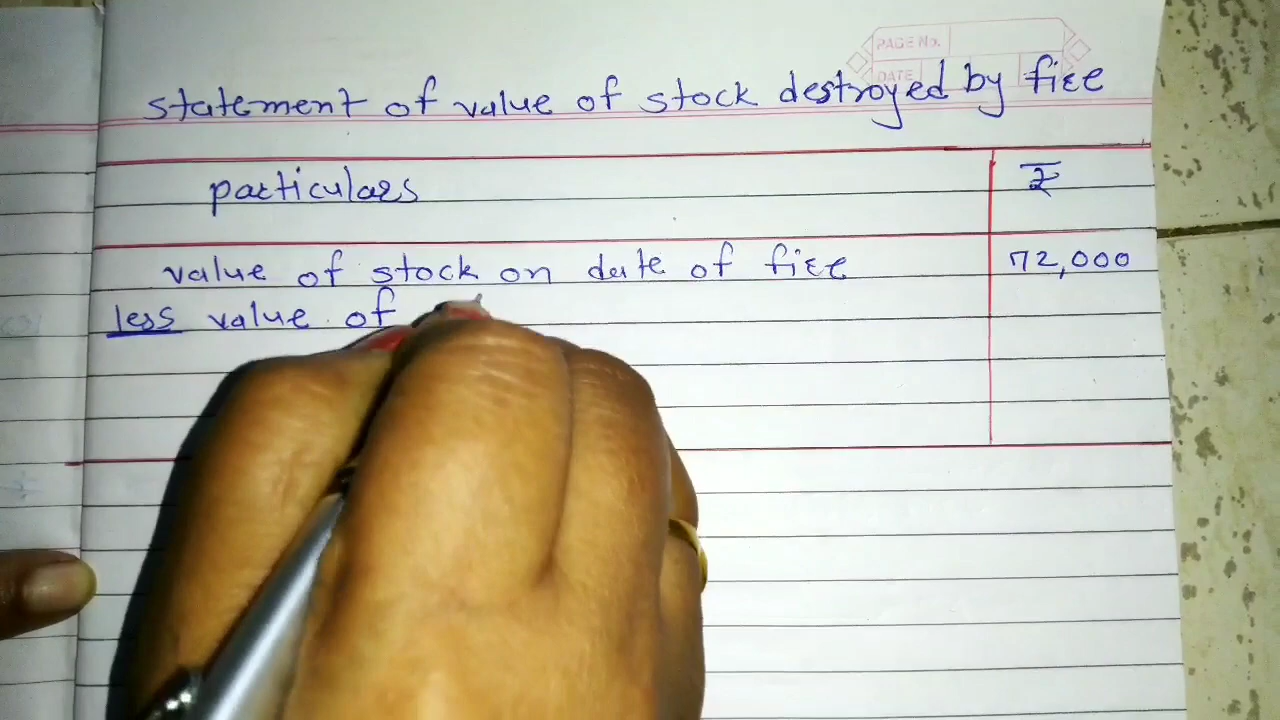 PAGE No.
DATE
statement of value of stock destroyed by fire
particulars ₹
value of stock on date of fire 72,000
less value of